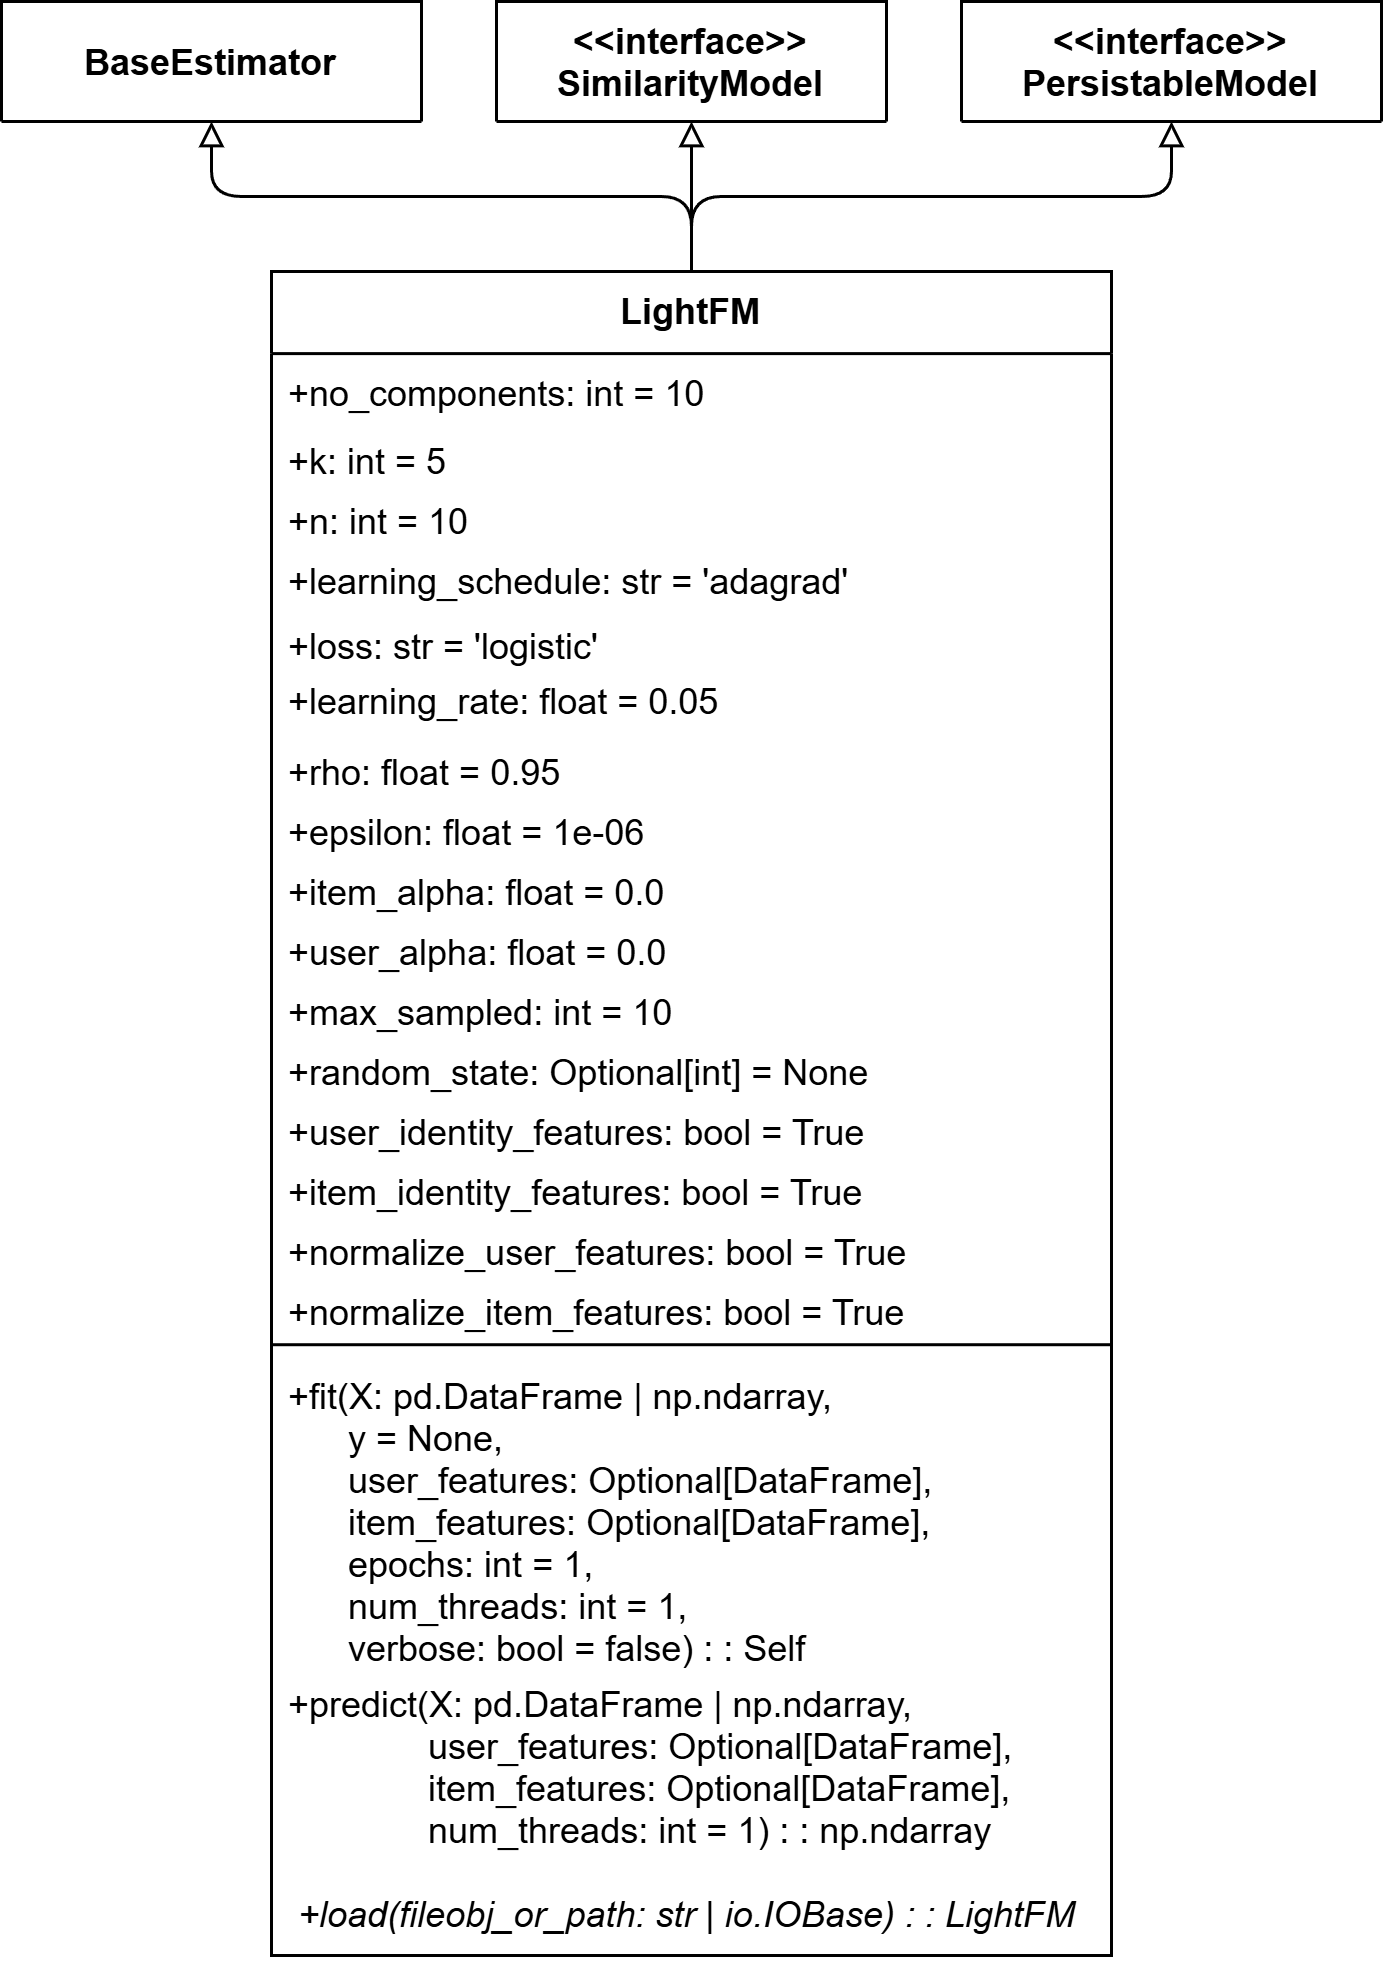 BaseEstimator
<<interface>>
SimilarityModel
<<interface>>
PersistableModel
LightFM
+no_components: int = 10
+k: int = 5
+n: int = 10
+learning_schedule: str = 'adagrad'
+loss: str = 'logistic'
+learning_rate: float = 0.05
+rho: float = 0.95
+epsilon: float = 1e-06
+item_alpha: float = 0.0
+user_alpha: float = 0.0
+max_sampled: int = 10
+random_state: Optional[int] = None
+user_identity_features: bool = True
+item_identity_features: bool = True
+normalize_user_features: bool = True
+normalize_item_features: bool = True
+fit(X: pd.DataFrame | np.ndarray,
y = None,
user_features: Optional[DataFrame],
item_features: Optional[DataFrame],
epochs: int = 1,
num_threads: int = 1,
verbose: bool = false) : : Self
+predict(X: pd.DataFrame | np.ndarray,
user_features: Optional[DataFrame],
item_features: Optional[DataFrame],
num_threads: int = 1) : : np.ndarray
+load(fileobj_or_path: str | io.IOBase) : : LightFM